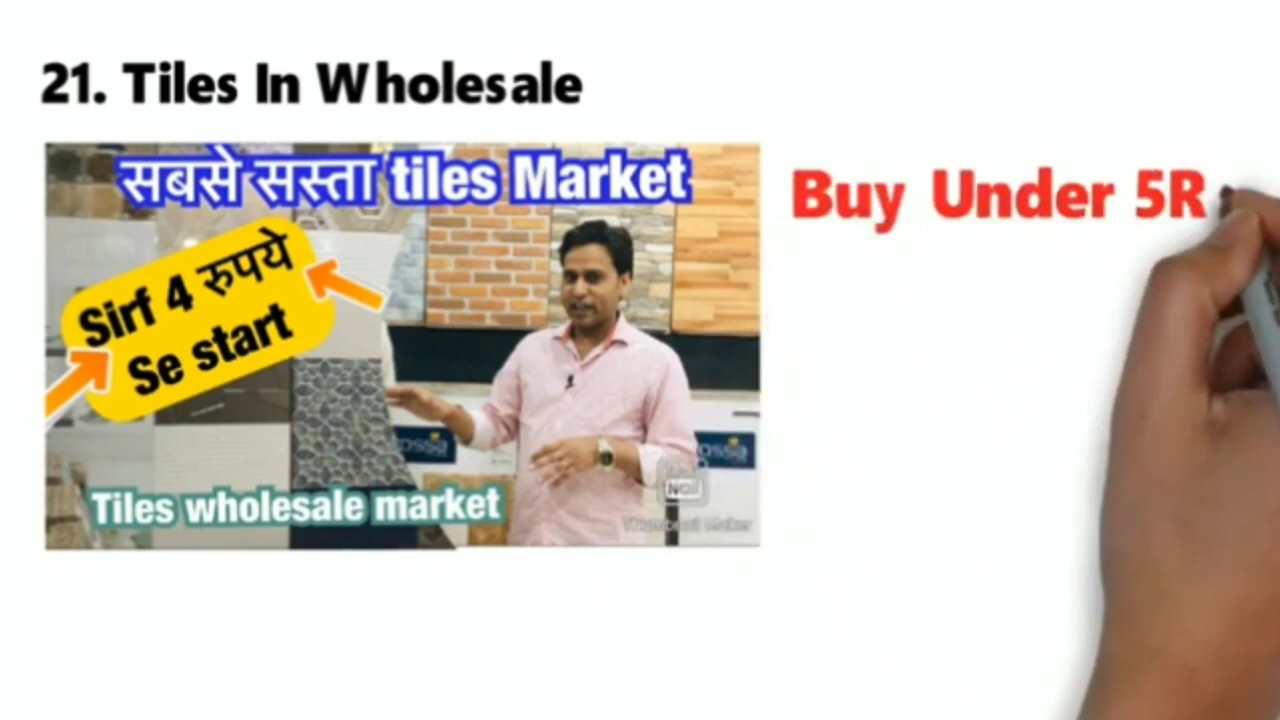 21. Tiles In Wholesale
सबसे सस्ता tiles Market
Buy Under 5R
Sirf 4 रुपये
Se start
Tiles wholesale market